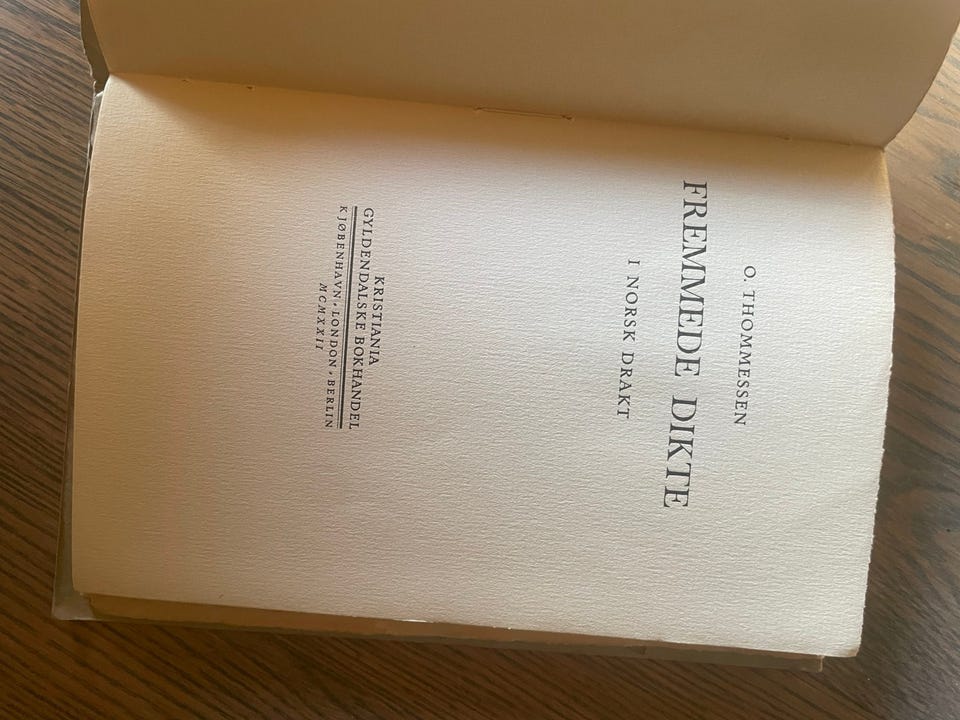 O. THOMMESSEN
FREMMEDE DIKTE
I NORSK DRAKT
KRISTIANIA
GYLDENDALSKE BOKHANDEL
KJØBENHAVN, LONDON, BERLIN
MCMXXII